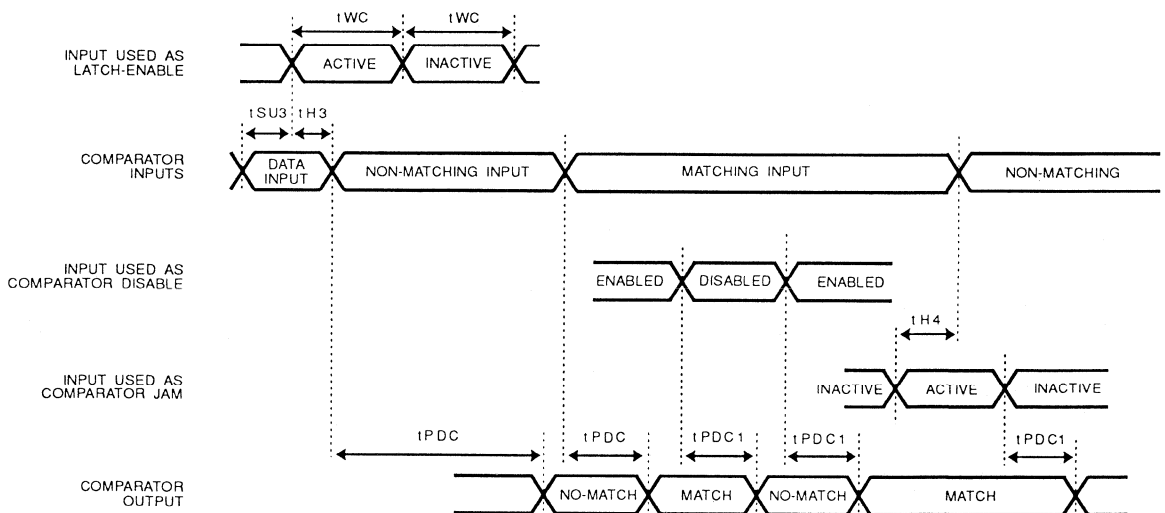 tWC tWC
INPUT USED AS
LATCH-ENABLE
ACTIVE INACTIVE
tSU3 tH3
COMPARATOR
INPUTS
DATA
INPUT
NON-MATCHING INPUT MATCHING INPUT NON-MATCHING
INPUT USED AS
COMPARATOR DISABLE
ENABLED DISABLED ENABLED
tH4
INPUT USED AS
COMPARATOR JAM
INACTIVE ACTIVE INACTIVE
tPDC tPDC tPDC1 tPDC1 tPDC1
COMPARATOR
OUTPUT
NO-MATCH MATCH NO-MATCH MATCH